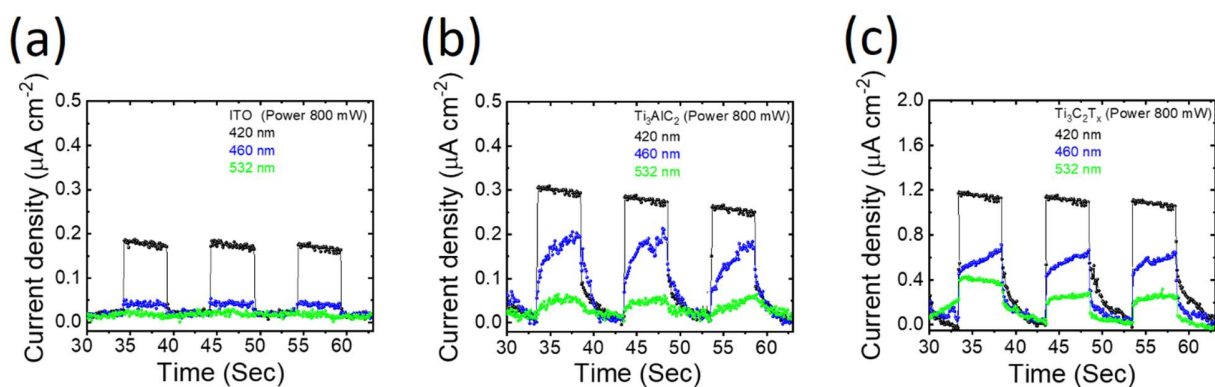 (a)
Current density (µA cm⁻²)
0.5
0.4
0.3
0.2
0.1
0.0
ITO (Power 800 mW)
420 nm
460 nm
532 nm
30 35 40 45 50 55 60
Time (Sec)
(b)
Current density (µA cm⁻²)
0.5
0.4
0.3
0.2
0.1
0.0
Ti₃AlC₂ (Power 800 mW)
420 nm
460 nm
532 nm
30 35 40 45 50 55 60
Time (Sec)
(c)
Current density (µA cm⁻²)
2.0
1.6
1.2
0.8
0.4
0.0
Ti₃C₂Tₓ (Power 800 mW)
420 nm
460 nm
532 nm
30 35 40 45 50 55 60
Time (Sec)